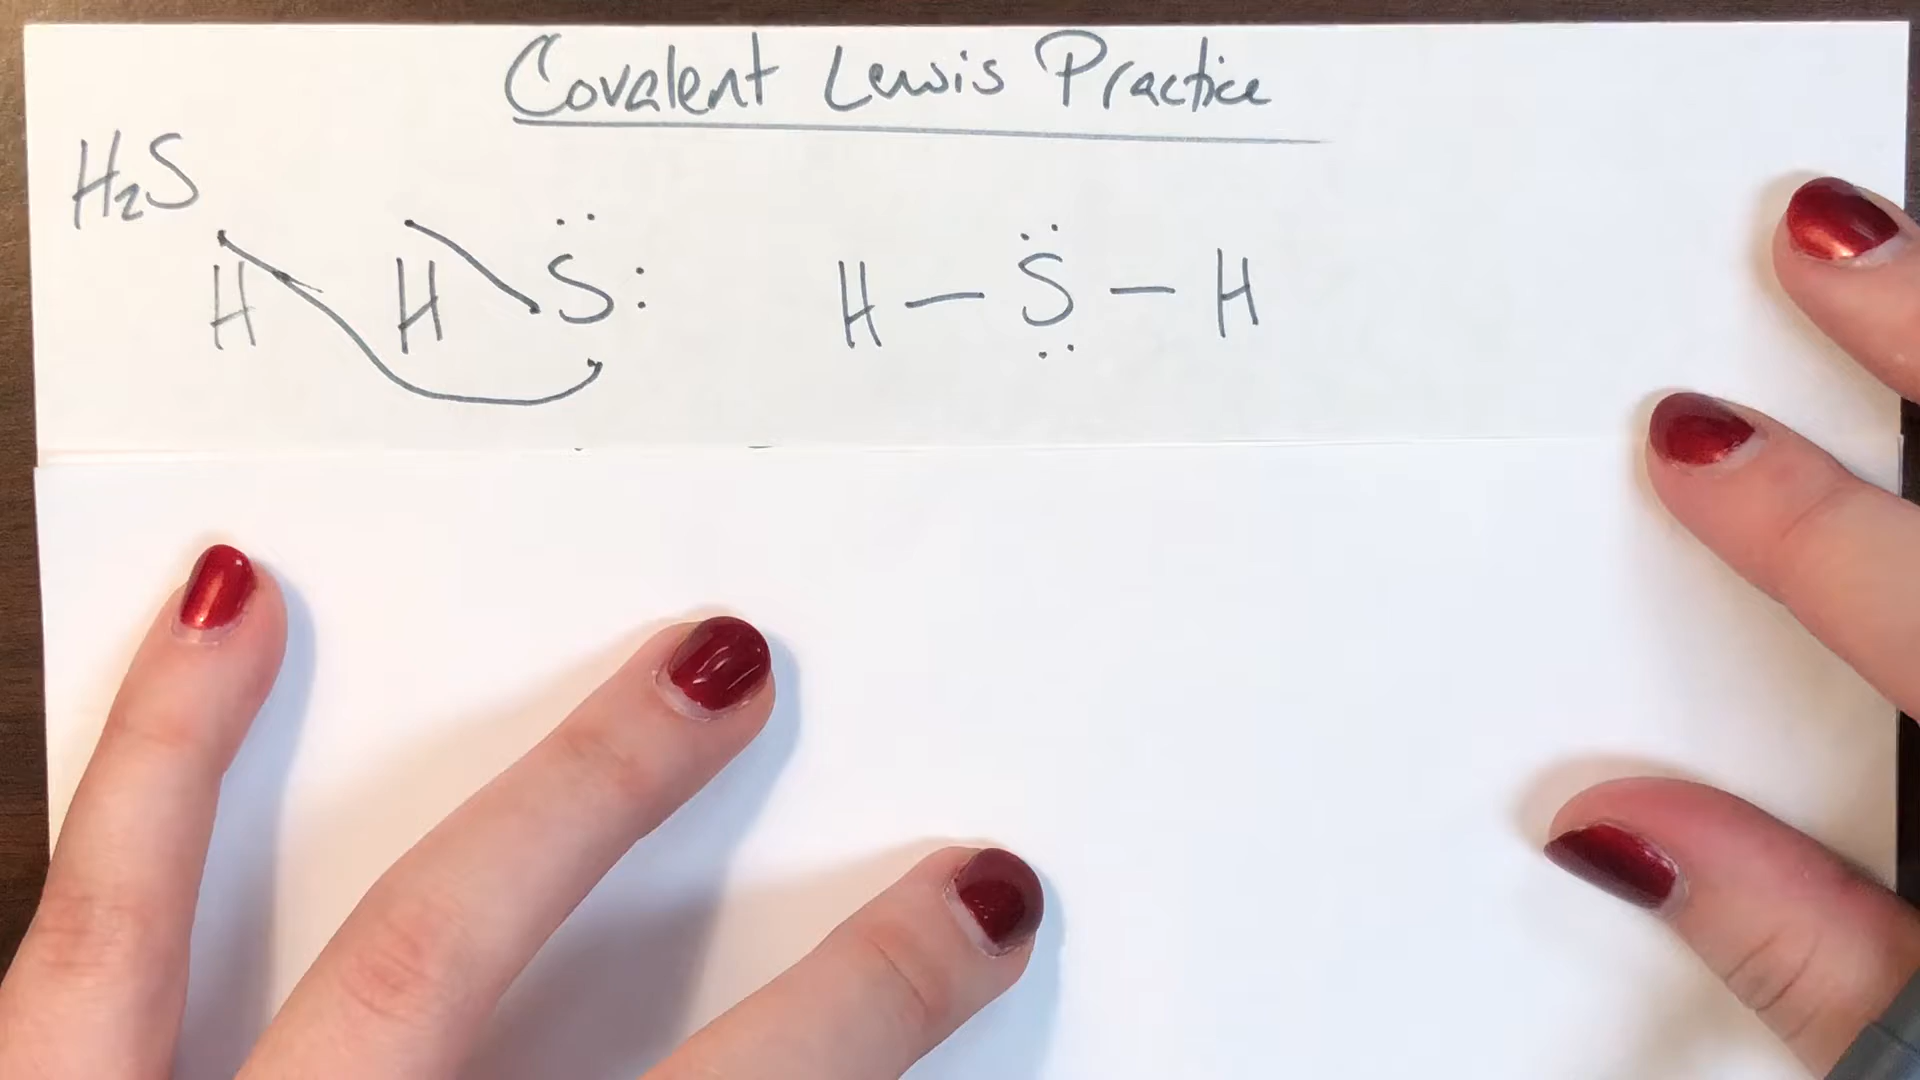 Covalent Lewis Practice
H₂S
H H S H – S – H